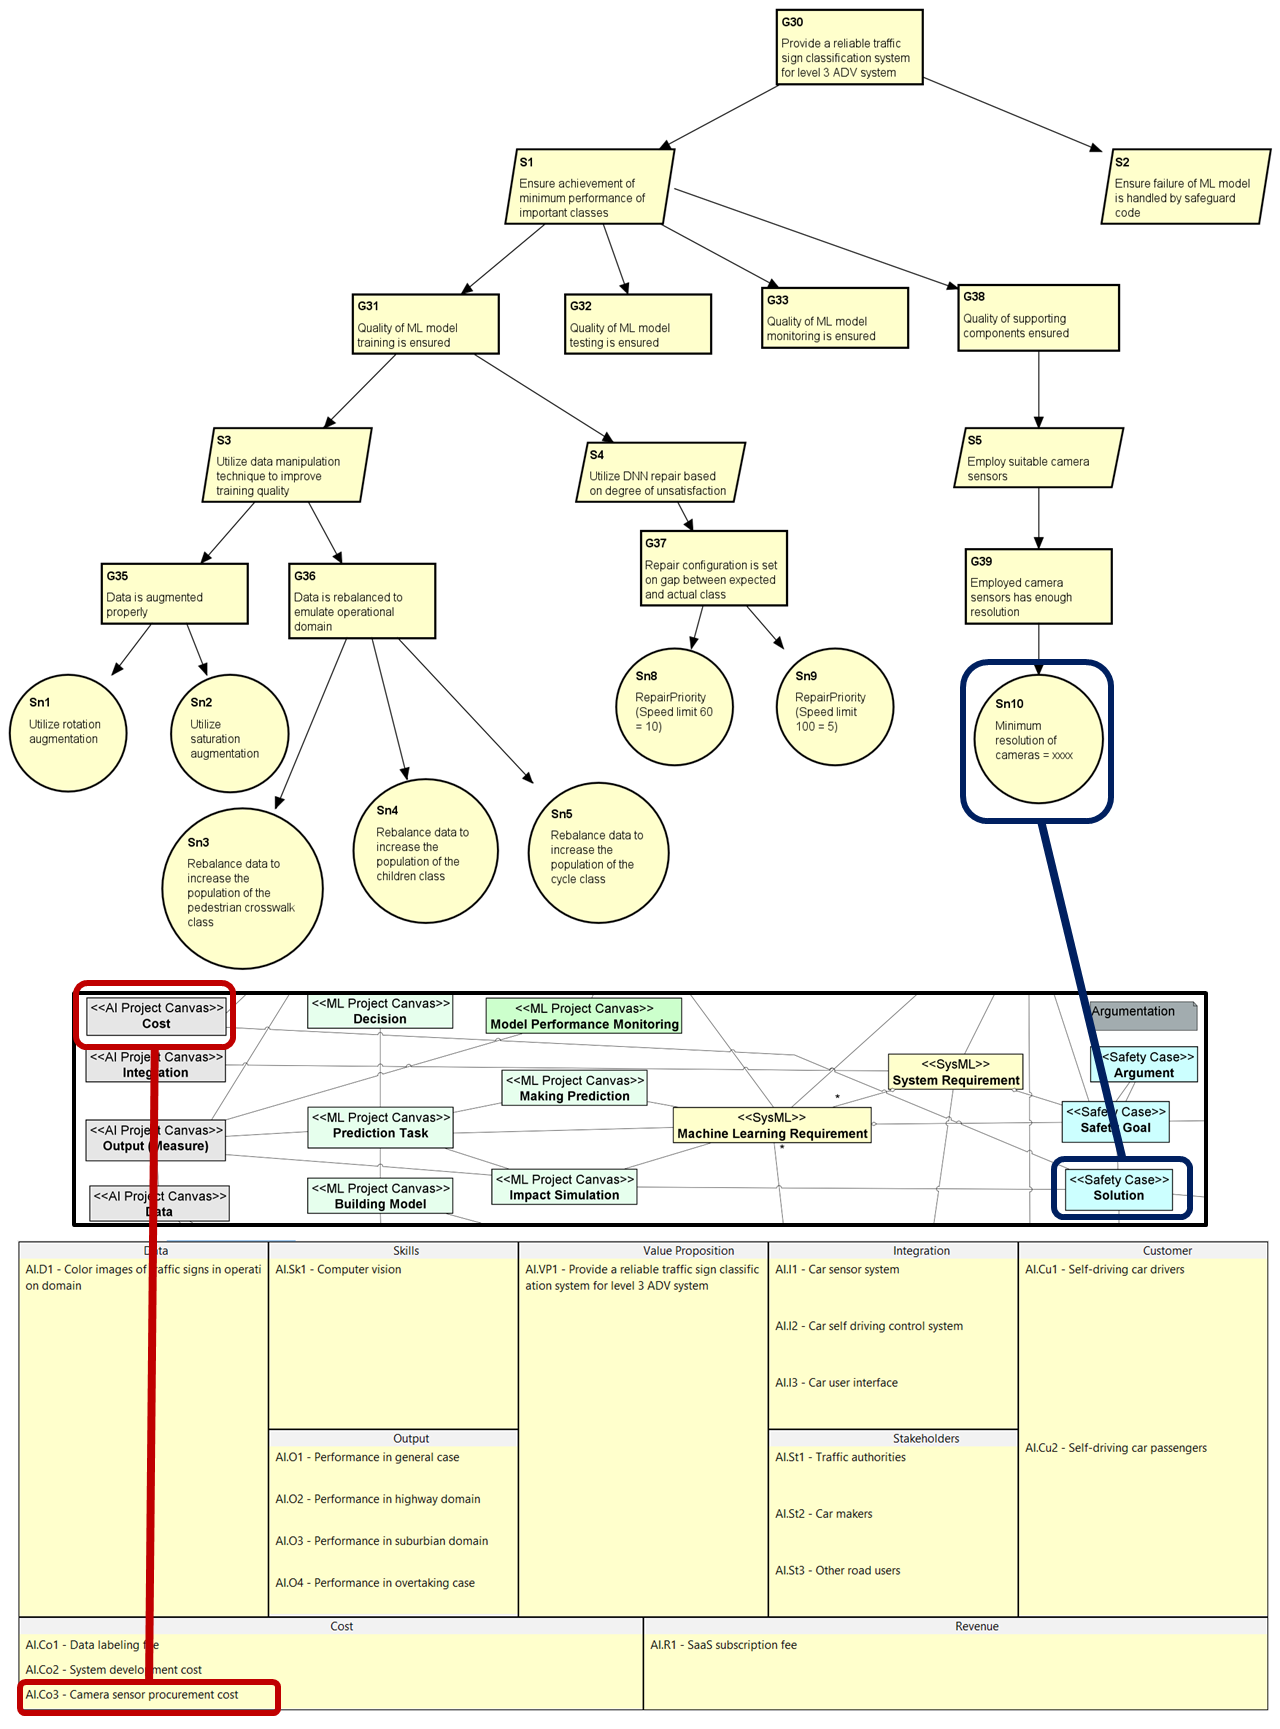 G30
Provide a reliable traffic
sign classification system
for level 3 ADV system
S1
Ensure achievement of
minimum performance of
important classes
S2
Ensure failure of ML model
is handled by safeguard
code
G31
Quality of ML model
training is ensured
G32
Quality of ML model
testing is ensured
G33
Quality of ML model
monitoring is ensured
G38
Quality of supporting
components ensured
S3
Utilize data manipulation
technique to improve
training quality
S4
Utilize DNN repair based
on degree of unsatisfaction
S5
Employ suitable camera
sensors
G35
Data is augmented
properly
G36
Data is rebalanced to
emulate operational
domain
G37
Repair configuration is set
on gap between expected
and actual class
G39
Employed camera
sensors has enough
resolution
Sn1
Utilize rotation
augmentation
Sn2
Utilize
saturation
augmentation
Sn8
RepairPriority
(Speed limit 60
= 10)
Sn9
RepairPriority
(Speed limit
100 = 5)
Sn10
Minimum
resolution of
cameras = xxxx
Sn3
Rebalance data to
increase the
population of the
pedestrian crosswalk
class
Sn4
Rebalance data to
increase the
population of the
children class
Sn5
Rebalance data to
increase the
population of the
cycle class
<<AI Project Canvas>>
Cost
<<ML Project Canvas>>
Decision
<<ML Project Canvas>>
Model Performance Monitoring
Argumentation
<<AI Project Canvas>>
Integration
<<SysML>>
System Requirement
<<Safety Case>>
Argument
<<ML Project Canvas>>
Making Prediction
*
<<AI Project Canvas>>
Output (Measure)
<<ML Project Canvas>>
Prediction Task
<<SysML>>
Machine Learning Requirement
*
<<Safety Case>>
Safety Goal
<<AI Project Canvas>>
Data
<<ML Project Canvas>>
Building Model
<<ML Project Canvas>>
Impact Simulation
<<Safety Case>>
Solution
Data
AI.D1 - Color images of traffic signs in operati
on domain
Skills
AI.Sk1 - Computer vision
Output
AI.O1 - Performance in general case
AI.O2 - Performance in highway domain
AI.O3 - Performance in suburbian domain
AI.O4 - Performance in overtaking case
Value Proposition
AI.VP1 - Provide a reliable traffic sign classific
ation system for level 3 ADV system
Integration
AI.I1 - Car sensor system
AI.I2 - Car self driving control system
AI.I3 - Car user interface
Stakeholders
AI.St1 - Traffic authorities
AI.St2 - Car makers
AI.St3 - Other road users
Customer
AI.Cu1 - Self-driving car drivers
AI.Cu2 - Self-driving car passengers
Cost
AI.Co1 - Data labeling fee
AI.Co2 - System development cost
AI.Co3 - Camera sensor procurement cost
Revenue
AI.R1 - SaaS subscription fee